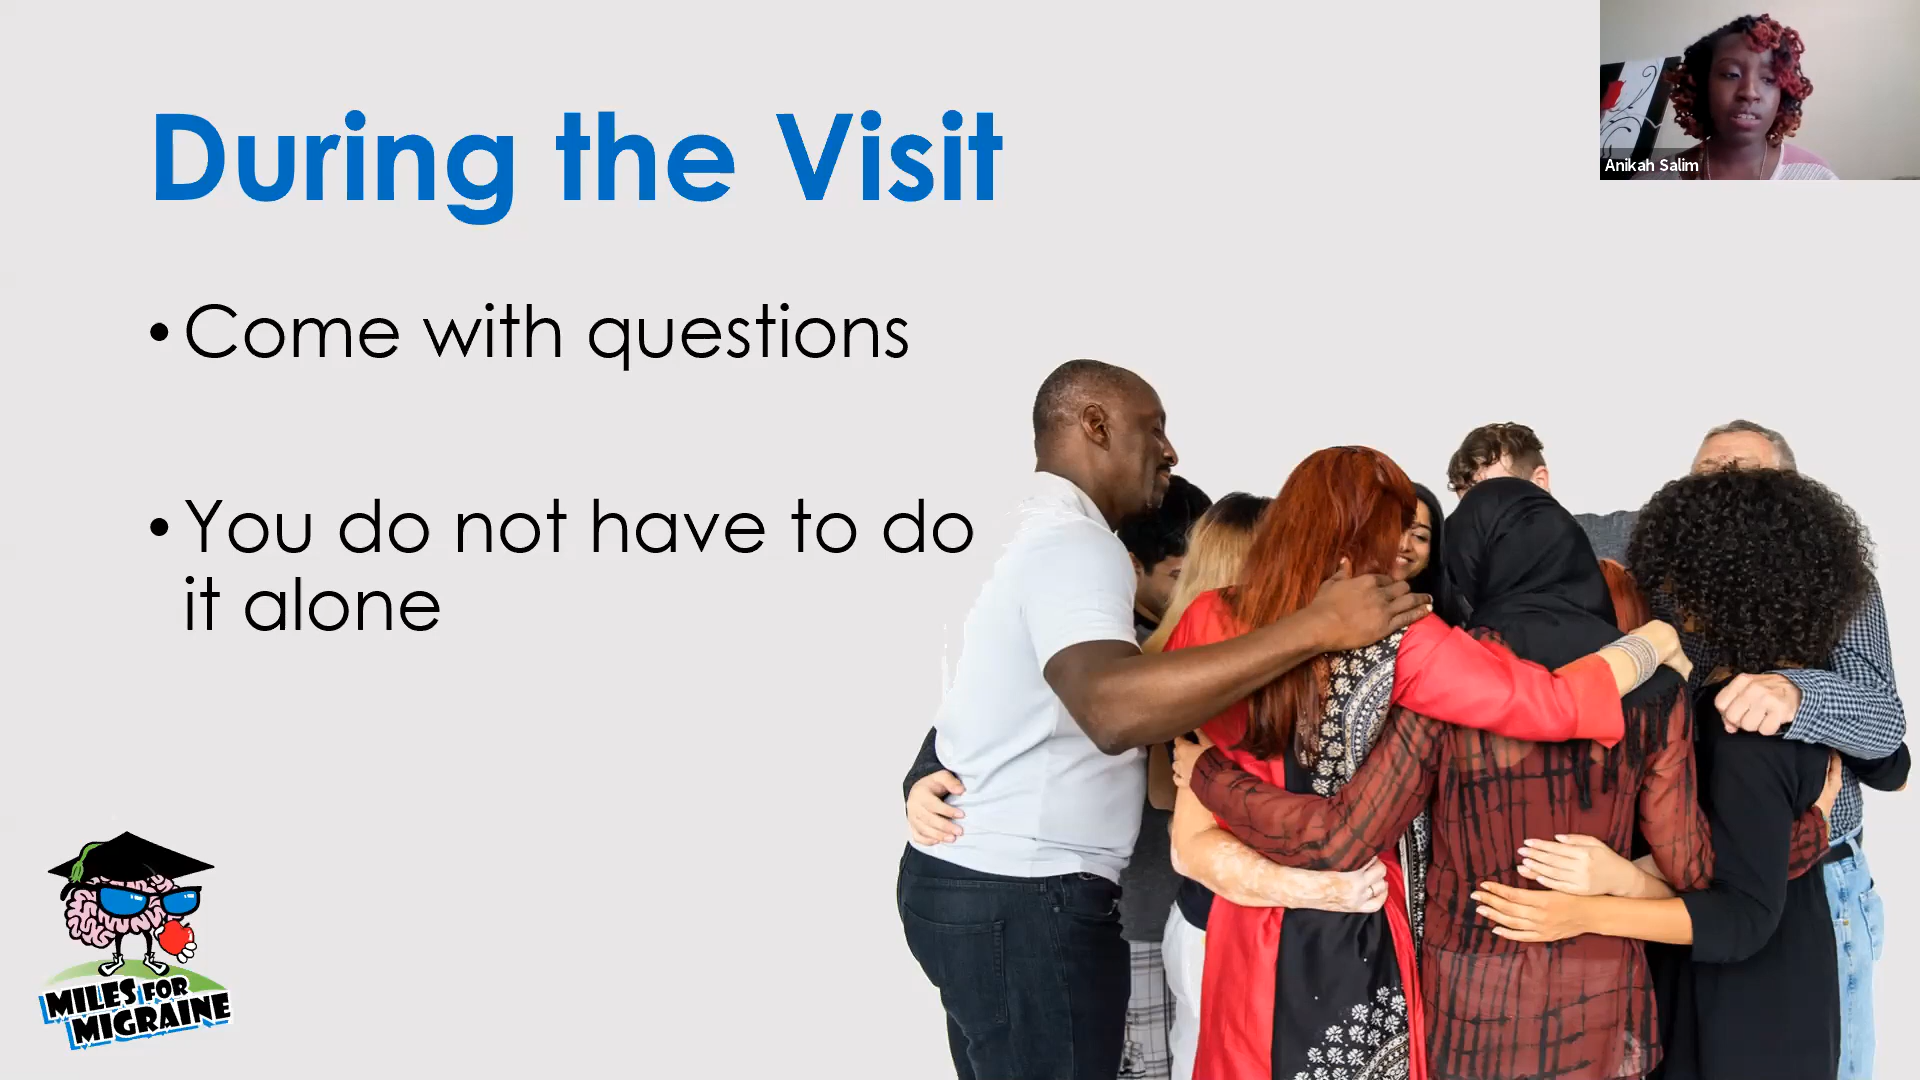 During the Visit
Anikah Salim
• Come with questions
• You do not have to do
it alone
MILES FOR
MIGRAINE